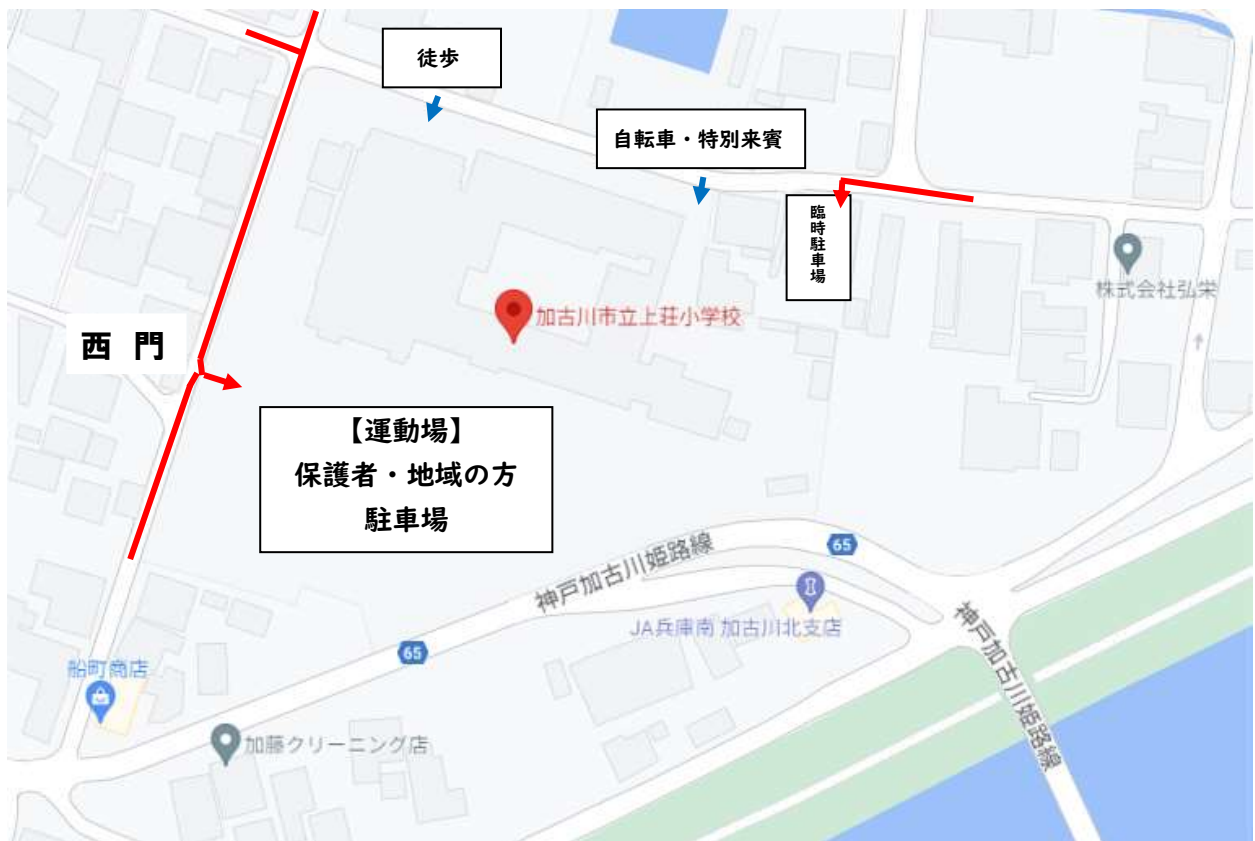 徒歩
自転車・特別来賓
臨時駐車場
株式会社弘栄
加古川市立上荘小学校
西 門
【運動場】
保護者・地域の方
駐車場
65
神戸加古川姫路線
JA兵庫南 加古川北支店
神戸加古川姫路線
65
船町商店
加藤クリーニング店